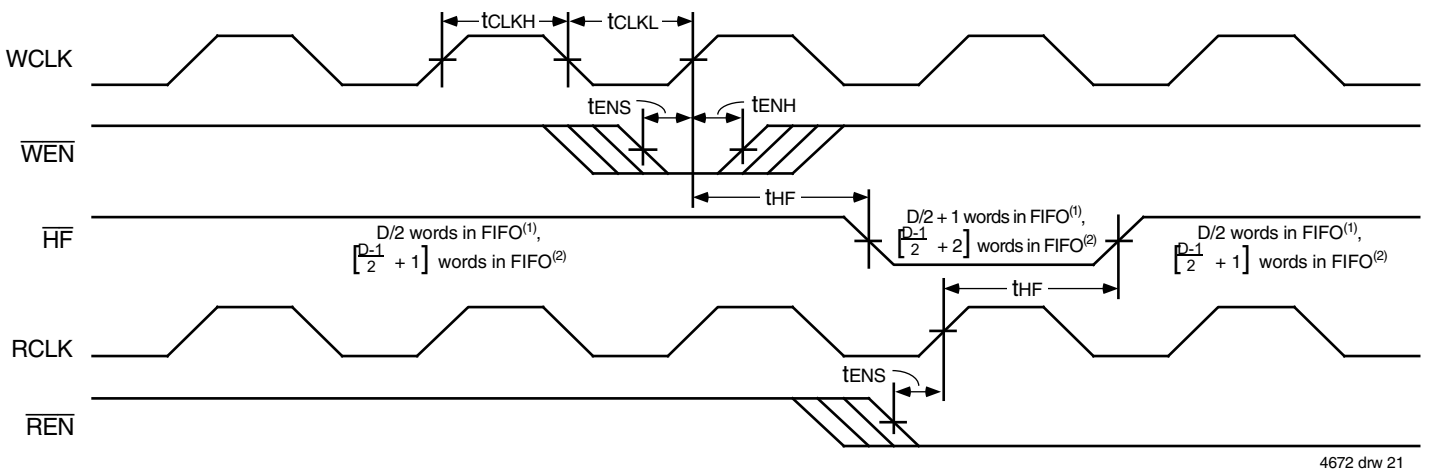 tCLKH
tCLKL
WCLK
tENS
tENH
WEN
tHF
HF
D/2 words in FIFO(1),
[D-1/2 + 1] words in FIFO(2)
D/2 + 1 words in FIFO(1),
[D-1/2 + 2] words in FIFO(2)
D/2 words in FIFO(1),
[D-1/2 + 1] words in FIFO(2)
tHF
RCLK
tENS
REN
4672 drw 21